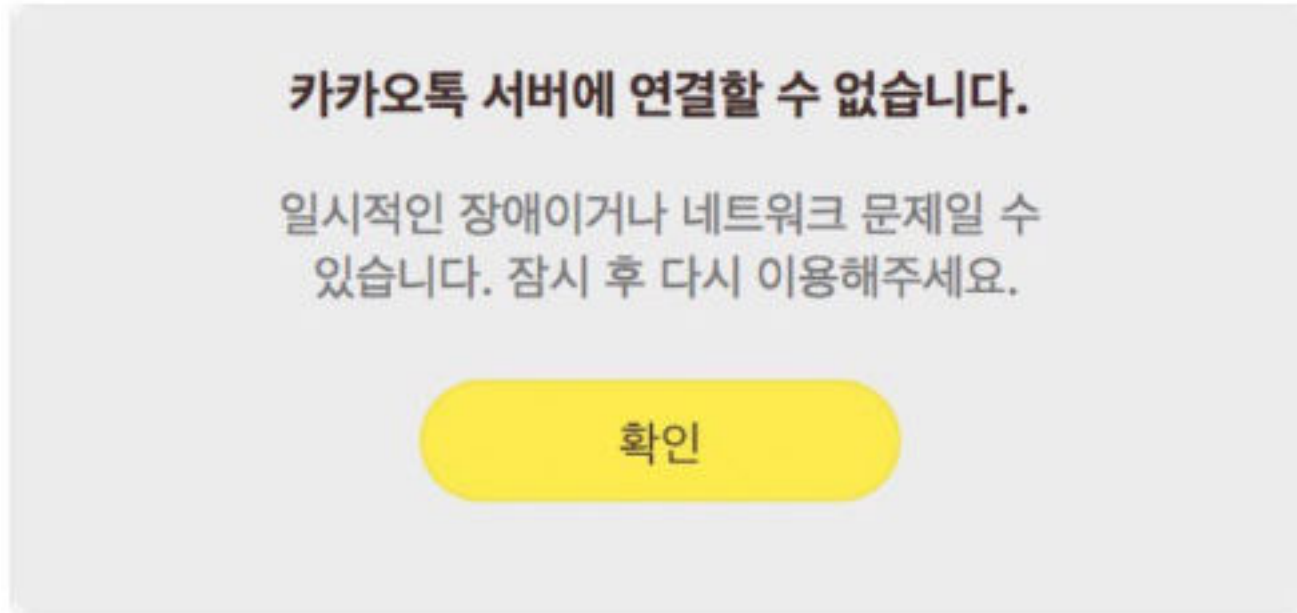 카카오톡 서버에 연결할 수 없습니다.
일시적인 장애이거나 네트워크 문제일 수
있습니다. 잠시 후 다시 이용해주세요.
확인